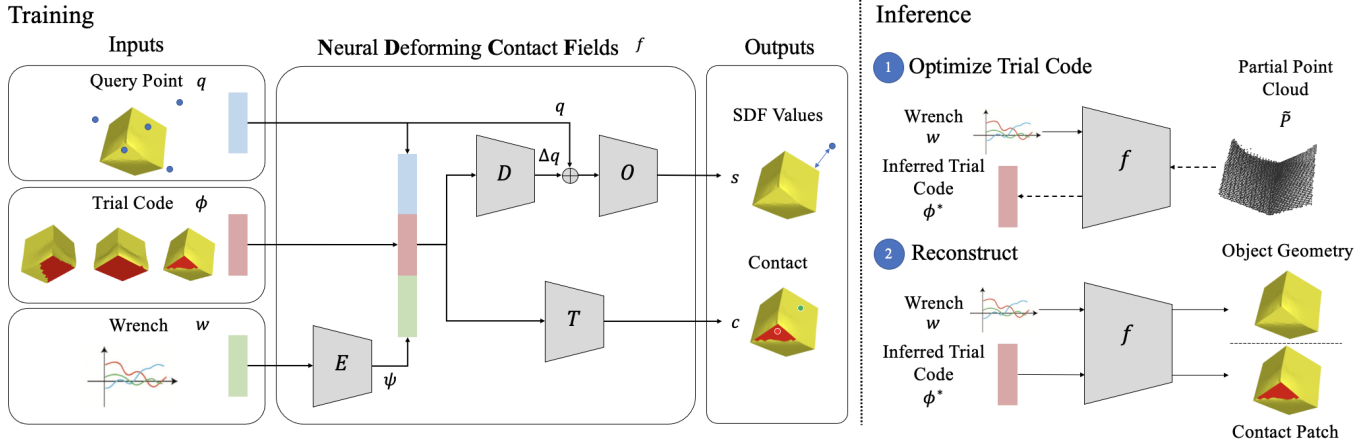 Training
Inputs
Neural Deforming Contact Fields f
Outputs
Query Point q
Trial Code ϕ
Wrench w
q
D
Δq
O
T
E
ψ
SDF Values
s
Contact
c
Inference
1 Optimize Trial Code
Partial Point
Cloud
P̃
Wrench
w
f
Inferred Trial
Code
ϕ*
2 Reconstruct
Object Geometry
Wrench
w
f
Inferred Trial
Code
ϕ*
Contact Patch